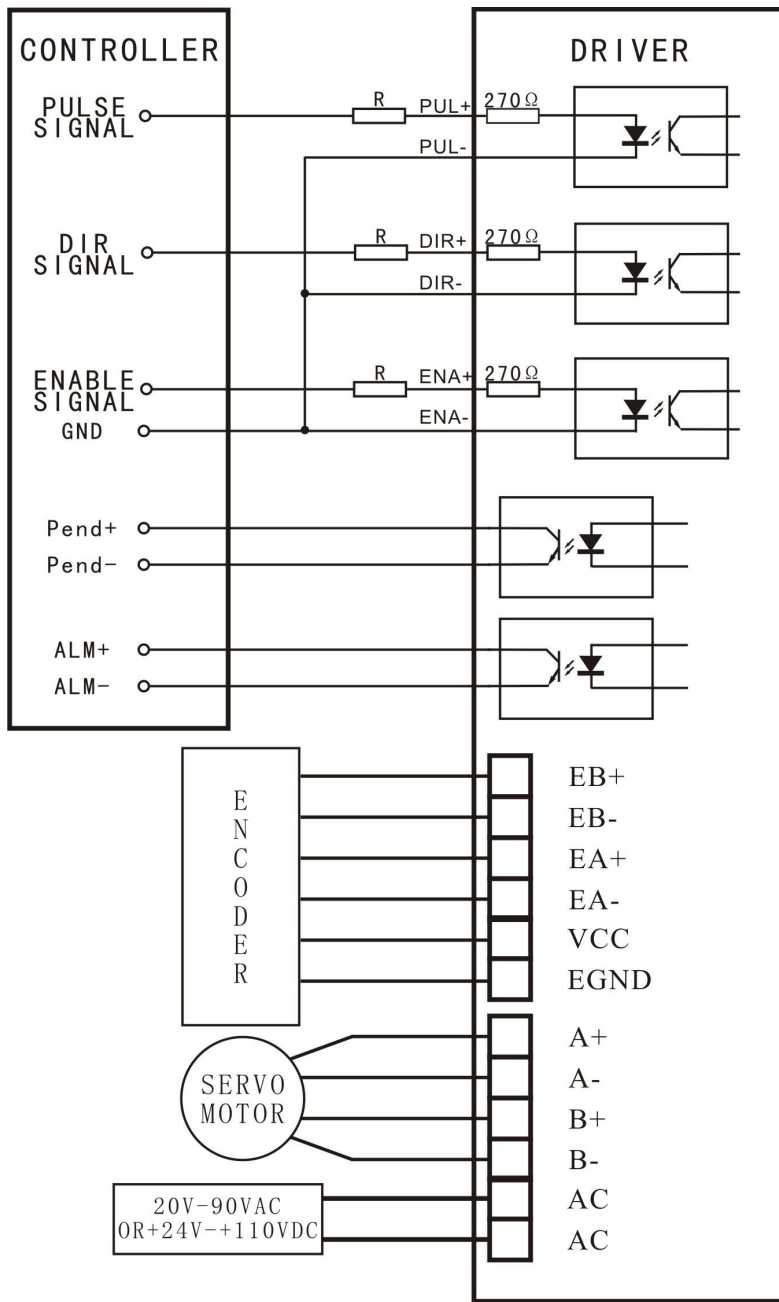 CONTROLLER
DRIVER
PULSE
SIGNAL
R
PUL+
270Ω
PUL-
DIR
SIGNAL
R
DIR+
270Ω
DIR-
ENABLE
SIGNAL
R
ENA+
270Ω
GND
ENA-
Pend+
Pend-
ALM+
ALM-
ENCODER
EB+
EB-
EA+
EA-
VCC
EGND
SERVO
MOTOR
A+
A-
B+
B-
20V-90VAC
OR+24V-+110VDC
AC
AC